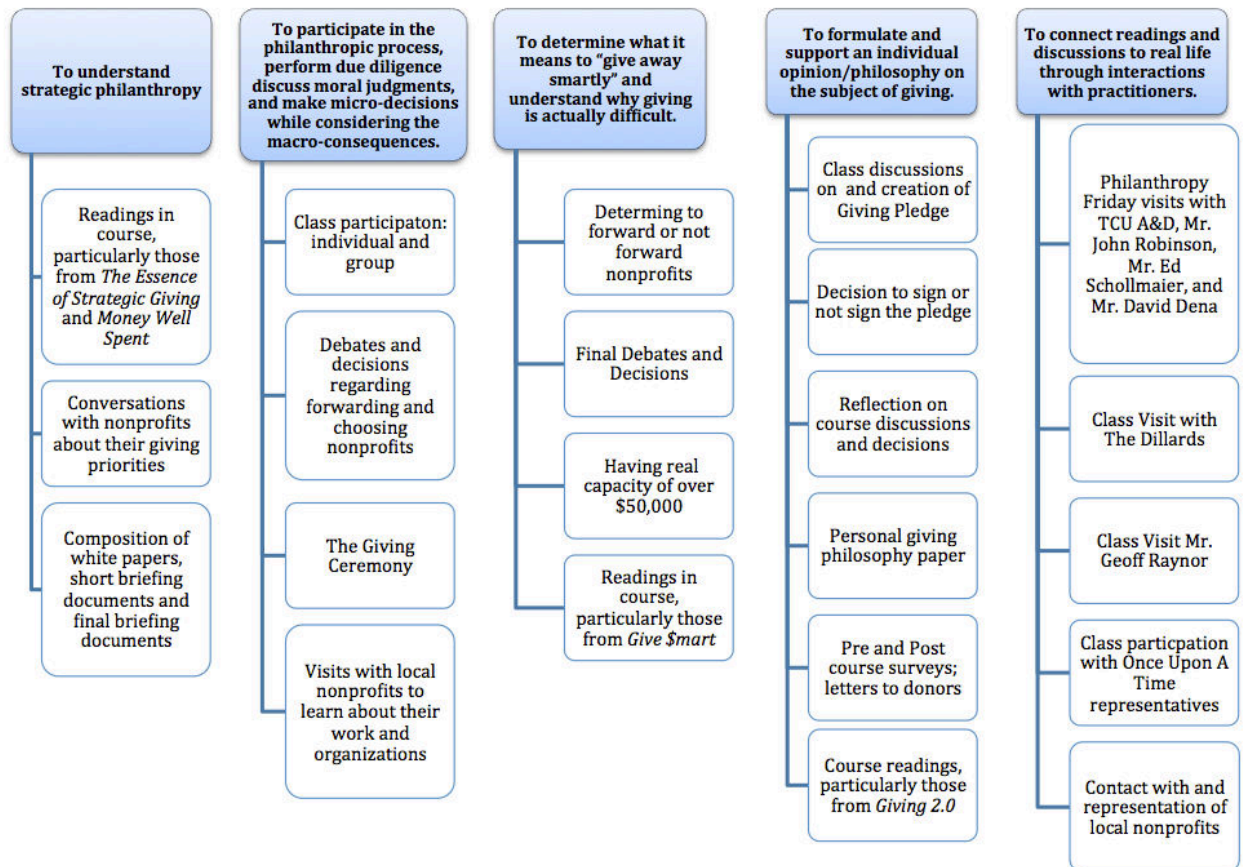 To understand
strategic philanthropy
Readings in
course,
particularly those
from The Essence
of Strategic Giving
and Money Well
Spent
Conversations
with nonprofits
about their giving
priorities
Composition of
white papers,
short briefing
documents and
final briefing
documents
To participate in the
philanthropic process,
perform due diligence
discuss moral judgments,
and make micro-decisions
while considering the
macro-consequences.
Class participaton:
individual and
group
Debates and
decisions
regarding
forwarding and
choosing
nonprofits
The Giving
Ceremony
Visits with local
nonprofits to
learn about their
work and
organizations
To determine what it
means to “give away
smartly” and
understand why giving
is actually difficult.
Determing to
forward or not
forward
nonprofits
Final Debates and
Decisions
Having real
capacity of over
$50,000
Readings in
course,
particularly those
from Give $mart
To formulate and
support an individual
opinion/philosophy on
the subject of giving.
Class discussions
on and creation of
Giving Pledge
Decision to sign or
not sign the pledge
Reflection on
course discussions
and decisions
Personal giving
philosophy paper
Pre and Post
course surveys;
letters to donors
Course readings,
particularly those
from Giving 2.0
To connect readings and
discussions to real life
through interactions
with practitioners.
Philanthropy
Friday visits with
TCU A&D, Mr.
John Robinson,
Mr. Ed
Schollmaier, and
Mr. David Dena
Class Visit with
The Dillards
Class Visit Mr.
Geoff Raynor
Class particpation
with Once Upon A
Time
representatives
Contact with and
representation of
local nonprofits